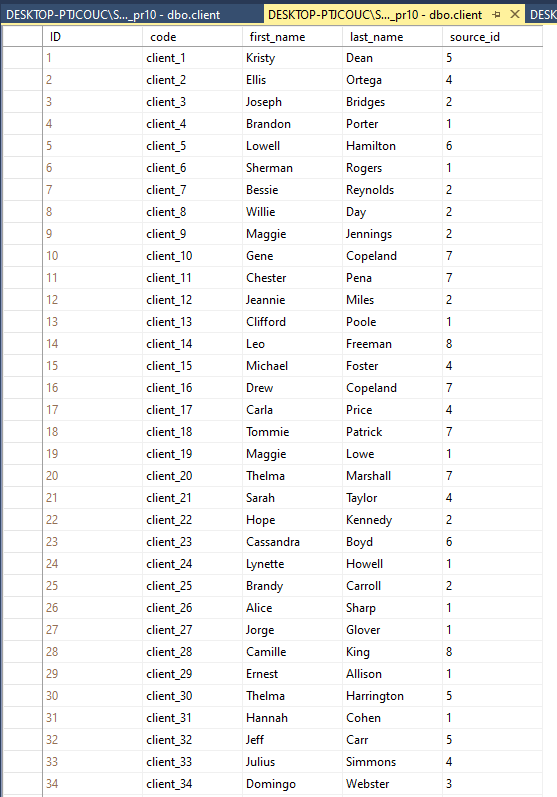 DESKTOP-PTJCOUC\S..._pr10 - dbo.client DESKTOP-PTJCOUC\S..._pr10 - dbo.client DESK
ID code first_name last_name source_id
1 client_1 Kristy Dean 5
2 client_2 Ellis Ortega 4
3 client_3 Joseph Bridges 2
4 client_4 Brandon Porter 1
5 client_5 Lowell Hamilton 6
6 client_6 Sherman Rogers 1
7 client_7 Bessie Reynolds 2
8 client_8 Willie Day 2
9 client_9 Maggie Jennings 2
10 client_10 Gene Copeland 7
11 client_11 Chester Pena 7
12 client_12 Jeannie Miles 2
13 client_13 Clifford Poole 1
14 client_14 Leo Freeman 8
15 client_15 Michael Foster 4
16 client_16 Drew Copeland 7
17 client_17 Carla Price 4
18 client_18 Tommie Patrick 7
19 client_19 Maggie Lowe 1
20 client_20 Thelma Marshall 7
21 client_21 Sarah Taylor 4
22 client_22 Hope Kennedy 2
23 client_23 Cassandra Boyd 6
24 client_24 Lynette Howell 1
25 client_25 Brandy Carroll 2
26 client_26 Alice Sharp 1
27 client_27 Jorge Glover 1
28 client_28 Camille King 8
29 client_29 Ernest Allison 1
30 client_30 Thelma Harrington 5
31 client_31 Hannah Cohen 1
32 client_32 Jeff Carr 5
33 client_33 Julius Simmons 4
34 client_34 Domingo Webster 3